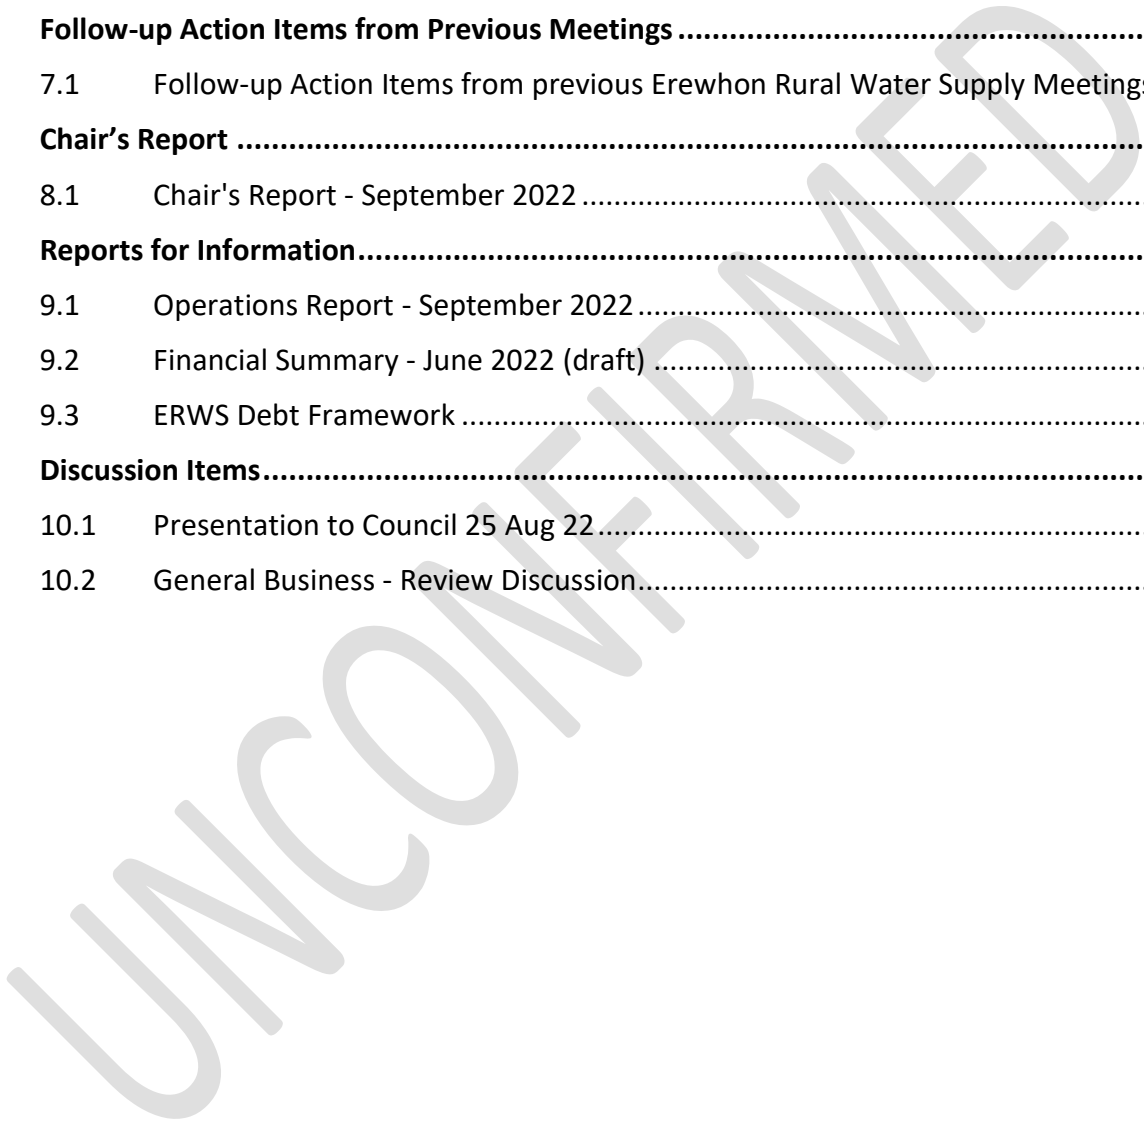 Follow-up Action Items from Previous Meetings ..........................................................
7.1 Follow-up Action Items from previous Erewhon Rural Water Supply Meetings
Chair’s Report ..........................................................
8.1 Chair's Report - September 2022 ..........................................................
Reports for Information ..........................................................
9.1 Operations Report - September 2022 ..........................................................
9.2 Financial Summary - June 2022 (draft) ..........................................................
9.3 ERWS Debt Framework ..........................................................
Discussion Items ..........................................................
10.1 Presentation to Council 25 Aug 22 ..........................................................
10.2 General Business - Review Discussion ..........................................................
UNCONFIRMED